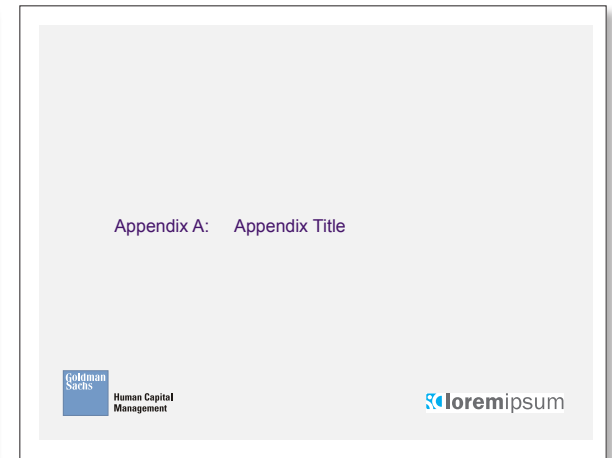 Appendix A: Appendix Title
Goldman
Sachs
Human Capital
Management
loremipsum